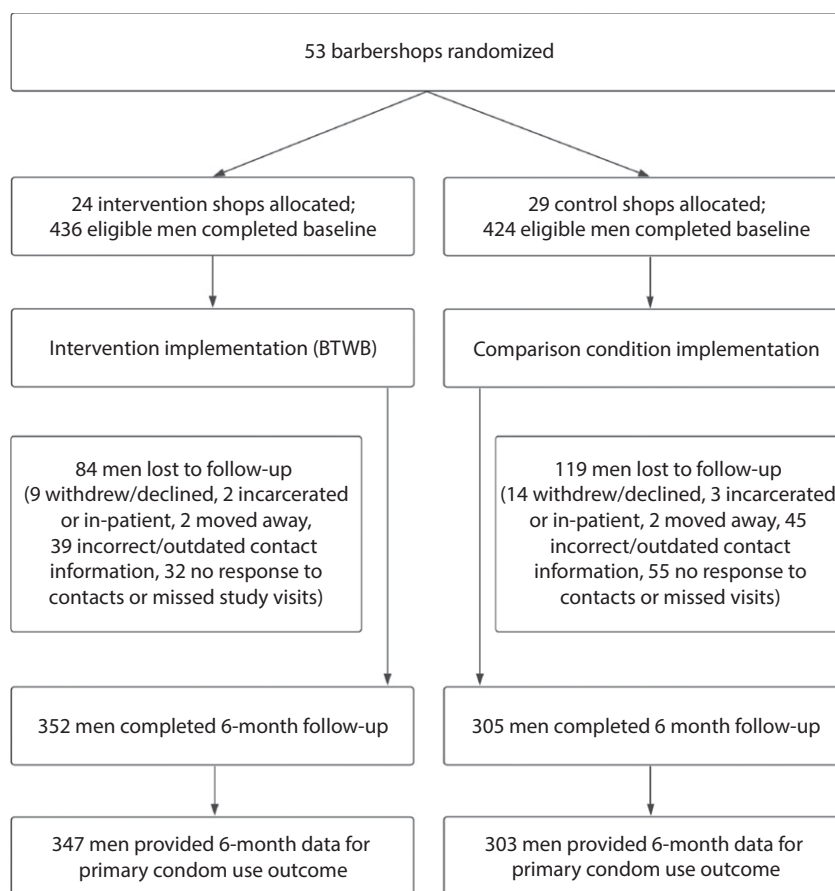 53 barbershops randomized
24 intervention shops allocated;
436 eligible men completed baseline
29 control shops allocated;
424 eligible men completed baseline
Intervention implementation (BTWB)
Comparison condition implementation
84 men lost to follow-up
(9 withdrew/declined, 2 incarcerated
or in-patient, 2 moved away,
39 incorrect/outdated contact
information, 32 no response to
contacts or missed study visits)
119 men lost to follow-up
(14 withdrew/declined, 3 incarcerated
or in-patient, 2 moved away, 45
incorrect/outdated contact
information, 55 no response to
contacts or missed visits)
352 men completed 6-month follow-up
305 men completed 6 month follow-up
347 men provided 6-month data for
primary condom use outcome
303 men provided 6-month data for
primary condom use outcome